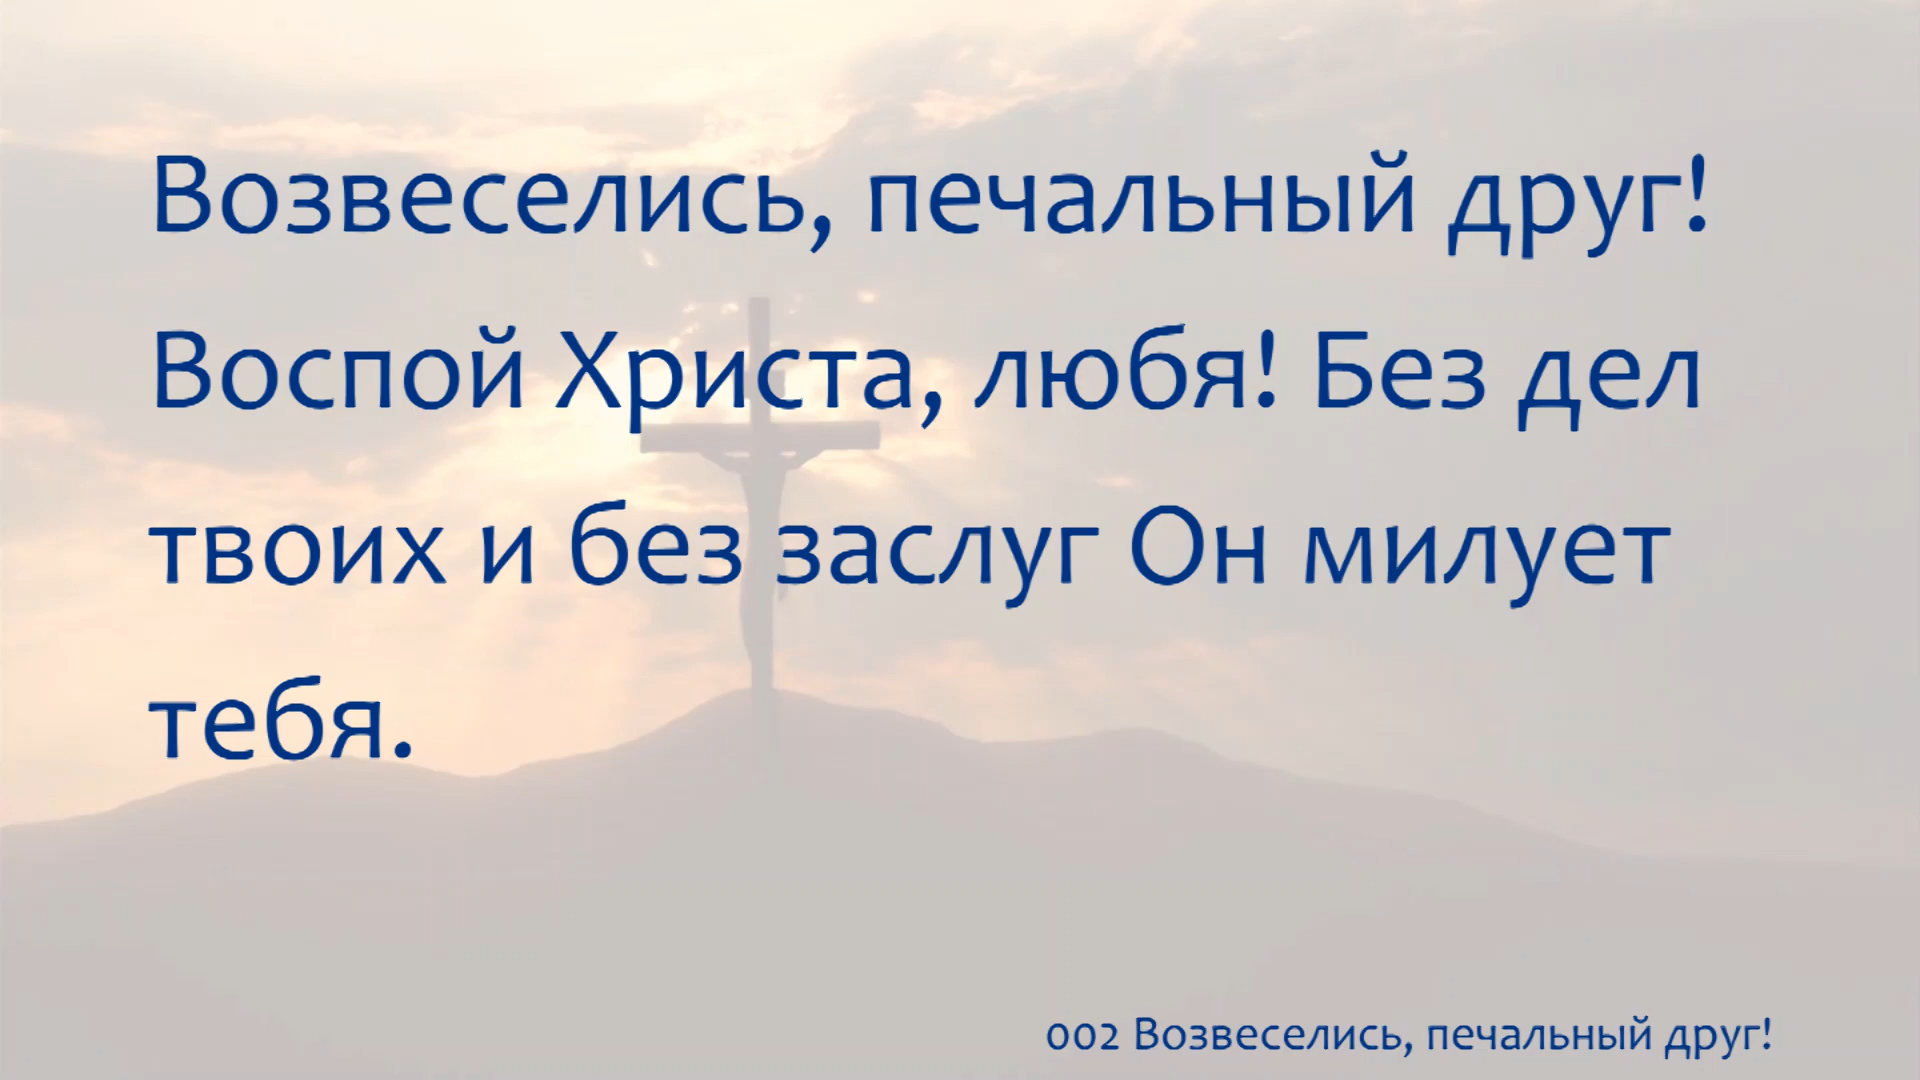 Возвеселись, печальный друг!
Воспой Христа, любя! Без дел
твоих и без заслуг Он милует
тебя.
002 Возвеселись, печальный друг!